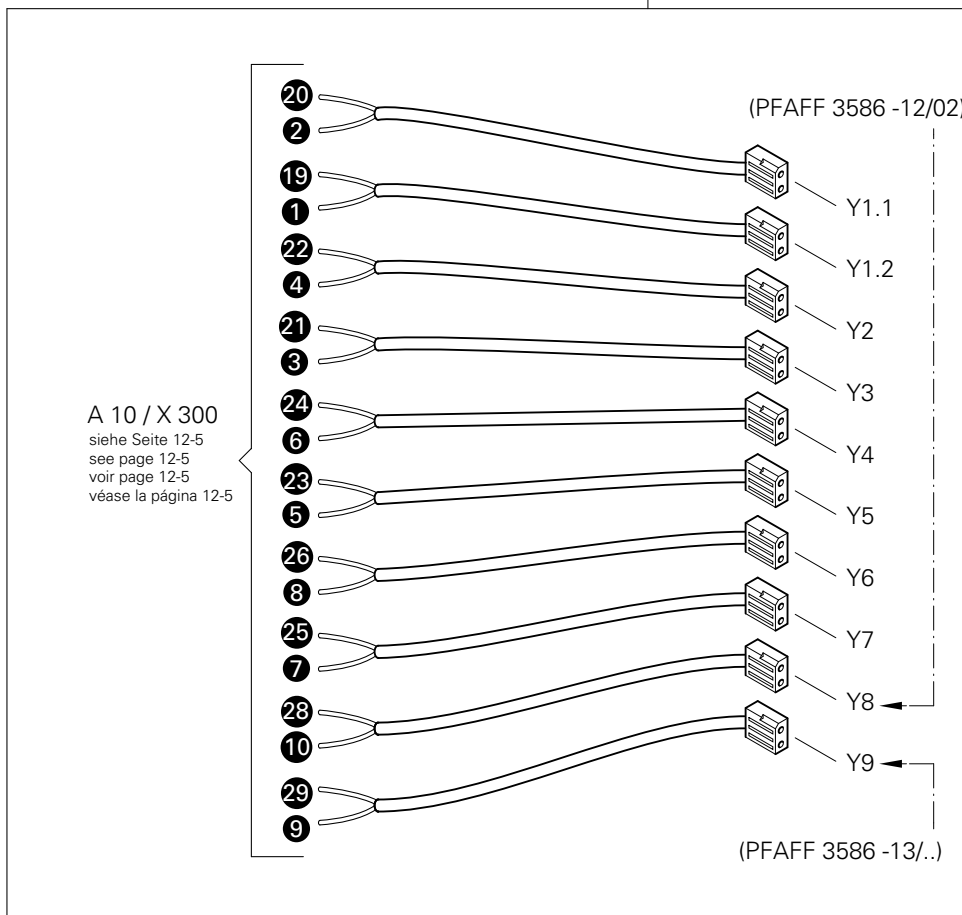 20
(PFAFF 3586 -12/02)
2
19
Y1.1
1
22
Y1.2
4
21
Y2
3
Y3
24
A 10 / X 300
siehe Seite 12-5
see page 12-5
voir page 12-5
véase la página 12-5
6
Y4
23
5
Y5
26
Y6
8
25
Y7
7
28
Y8
10
Y9
29
9
(PFAFF 3586 -13/..)